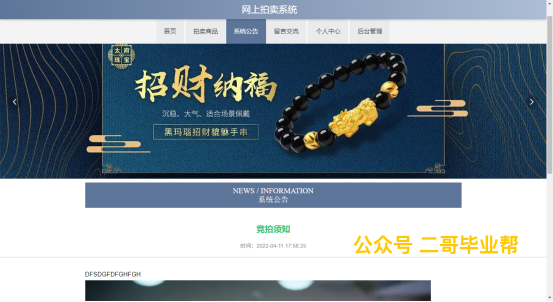 网上拍卖系统
首页 拍卖商品 系统公告 留言交流 个人中心 后台管理
太府
珠宝
招财纳福
沉稳、大气、适合场景佩戴
黑玛瑙招财貔貅手串
NEWS / INFORMATION
系统公告
竞拍须知
时间：2022-04-11 17:58:25
公众号 二哥毕业帮
DFSDGFDFGHFGH